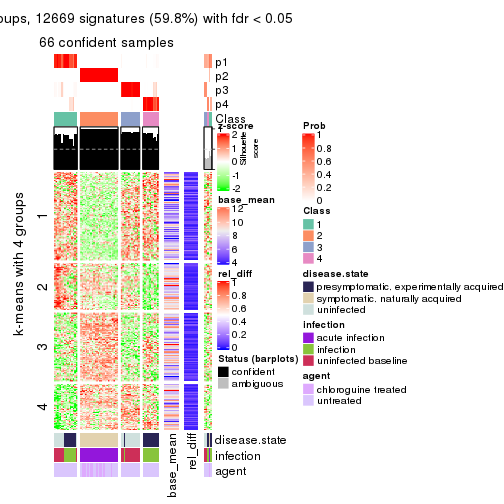 oups, 12669 signatures (59.8%) with fdr < 0.05
66 confident samples
p1
p2
p3
p4
Class
z-score
2
1
0
-1
-2
Silhouette
score
base_mean
12
10
8
6
4
rel_diff
1
0.8
0.6
0.4
0.2
0
Status (barplots)
confident
ambiguous
Prob
1
0.8
0.6
0.4
0.2
0
Class
1
2
3
4
disease.state
presymptomatic. experimentally acquired
symptomatic. naturally acquired
uninfected
infection
acute infection
infection
uninfected baseline
agent
chloroguine treated
untreated
k-means with 4 groups
1
2
3
4
base_mean
rel_diff
disease.state
infection
agent